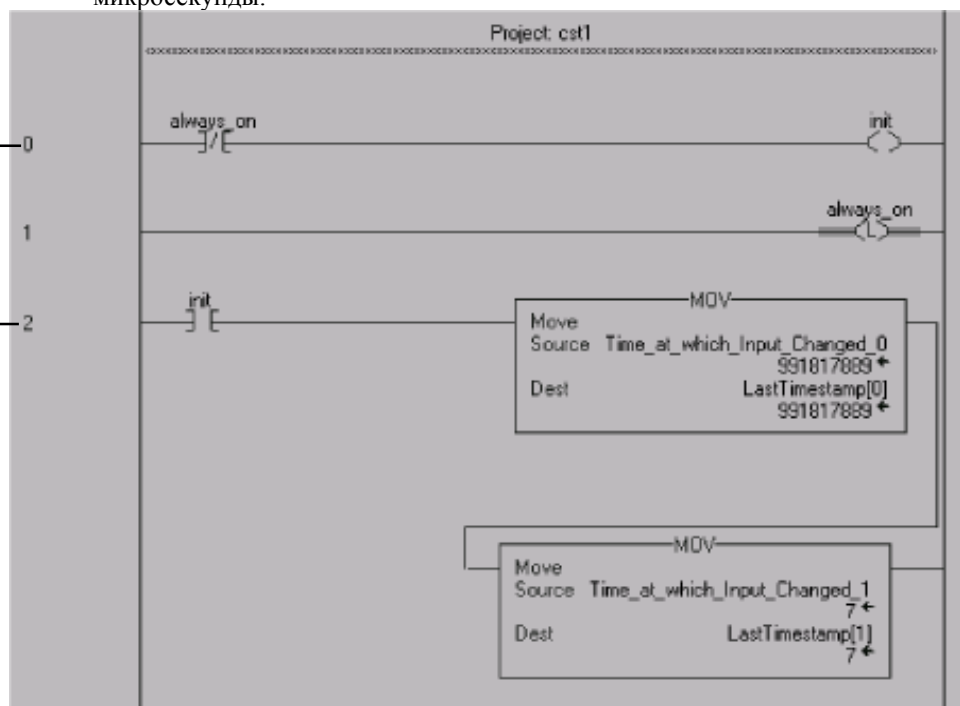 микросекунды.
Project: cst1
always_on
init
0
always_on
1
L
init
2
MOV
Move
Source Time_at_which_Input_Changed_0
991817889
Dest LastTimestamp[0]
991817889
MOV
Move
Source Time_at_which_Input_Changed_1
7
Dest LastTimestamp[1]
7